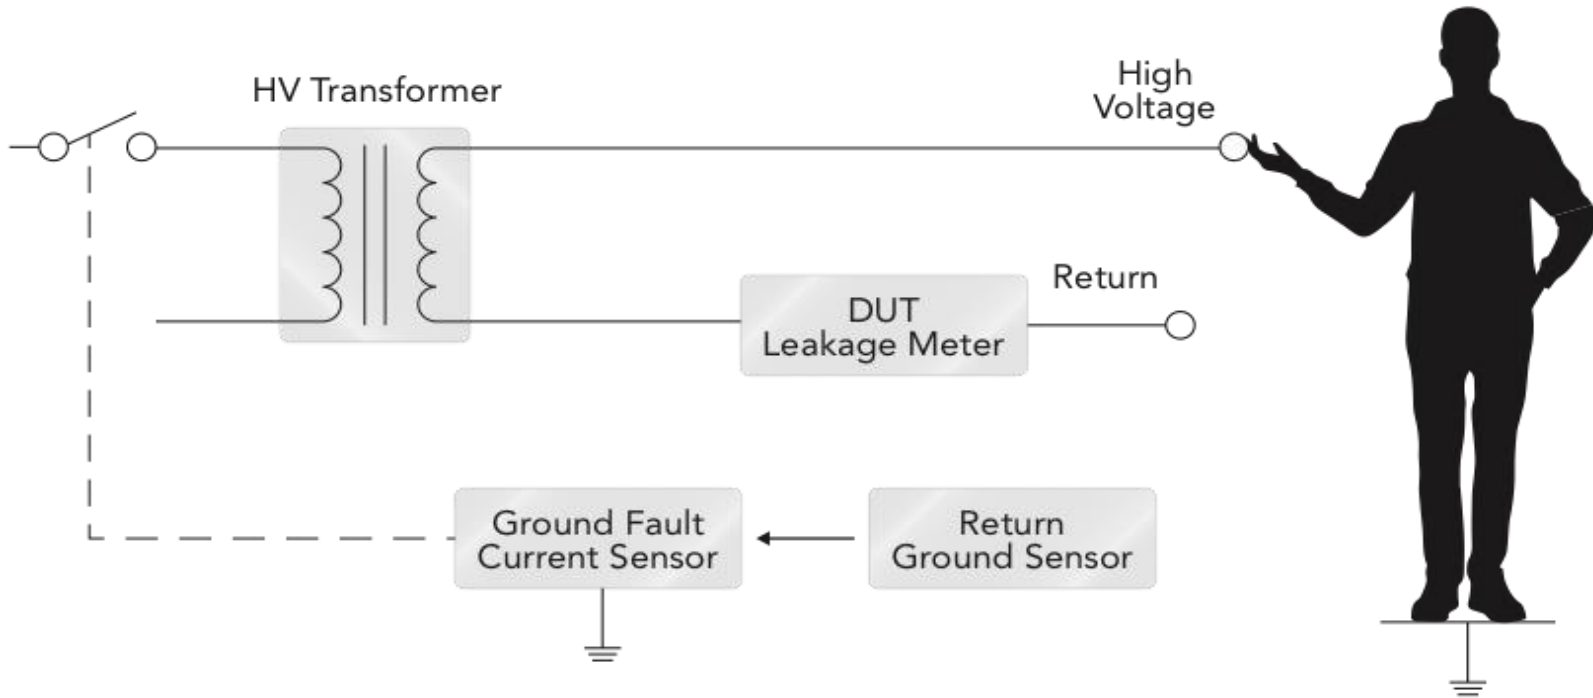 HV Transformer
High
Voltage
Return
DUT
Leakage Meter
Ground Fault
Current Sensor
Return
Ground Sensor